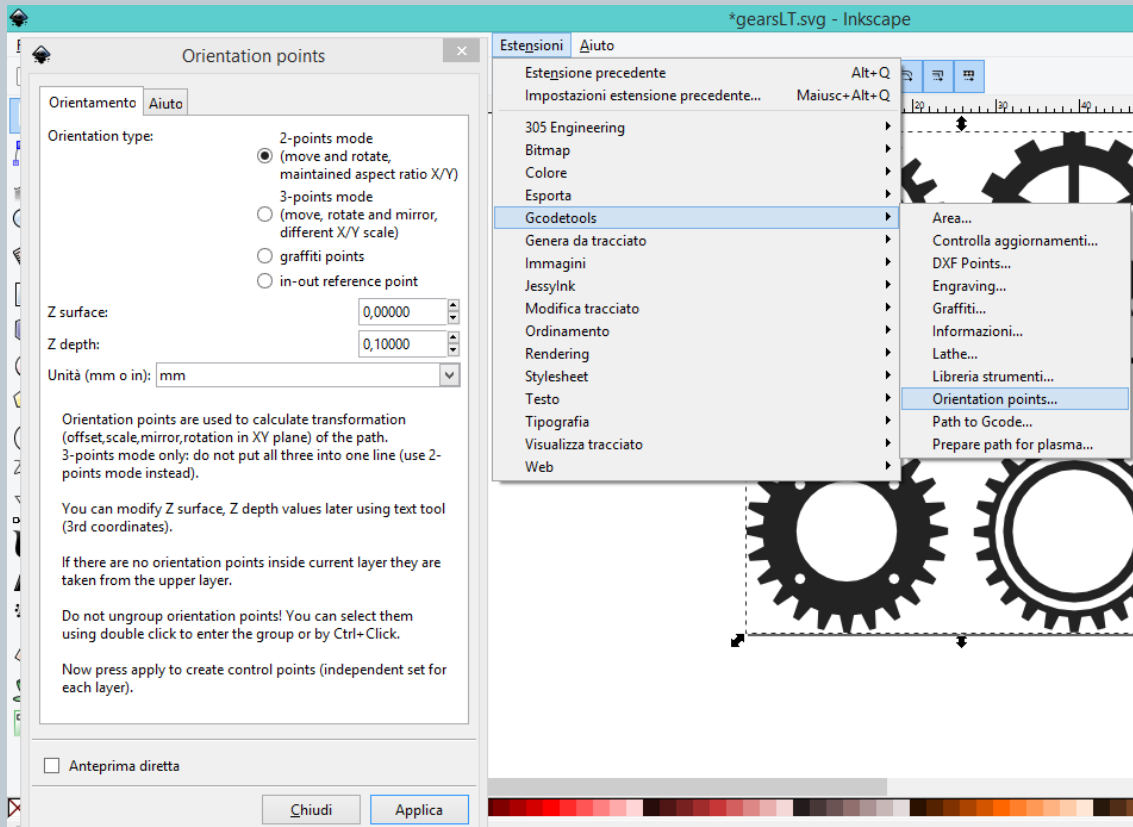 *gearsLT.svg - Inkscape
Orientation points
Orientamento
Aiuto
Orientation type:
2-points mode
(move and rotate,
maintained aspect ratio X/Y)
3-points mode
(move, rotate and mirror,
different X/Y scale)
graffiti points
in-out reference point
Z surface:
0,00000
Z depth:
0,10000
Unità (mm o in):
mm
Orientation points are used to calculate transformation
(offset,scale,mirror,rotation in XY plane) of the path.
3-points mode only: do not put all three into one line (use 2-
points mode instead).
You can modify Z surface, Z depth values later using text tool
(3rd coordinates).
If there are no orientation points inside current layer they are
taken from the upper layer.
Do not ungroup orientation points! You can select them
using double click to enter the group or by Ctrl+Click.
Now press apply to create control points (independent set for
each layer).
Anteprima diretta
Chiudi
Applica
Estensioni
Aiuto
Estensione precedente Alt+Q
Impostazioni estensione precedente... Maiusc+Alt+Q
305 Engineering
Bitmap
Colore
Esporta
Gcodetools
Genera da tracciato
Immagini
JessyInk
Modifica tracciato
Ordinamento
Rendering
Stylesheet
Testo
Tipografia
Visualizza tracciato
Web
20 30 40
Area...
Controlla aggiornamenti...
DXF Points...
Engraving...
Graffiti...
Informazioni...
Lathe...
Libreria strumenti...
Orientation points...
Path to Gcode...
Prepare path for plasma...